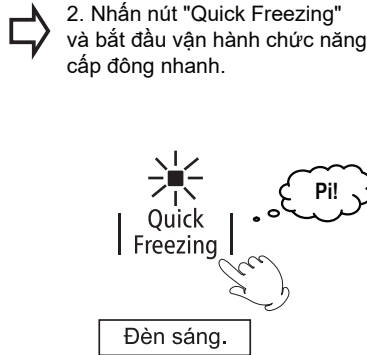 2. Nhấn nút "Quick Freezing"
và bắt đầu vận hành chức năng
cấp đông nhanh.
Pi!
Quick
Freezing
Đèn sáng.